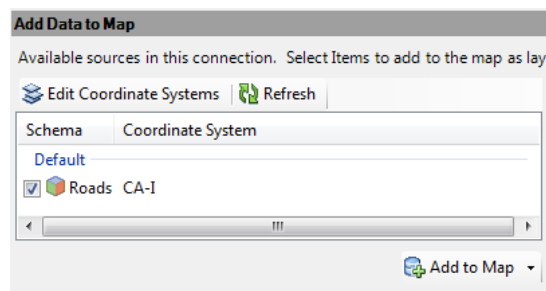 Add Data to Map
Available sources in this connection. Select Items to add to the map as lay
Edit Coordinate Systems Refresh
Schema Coordinate System
Default
Roads CA-I
Add to Map